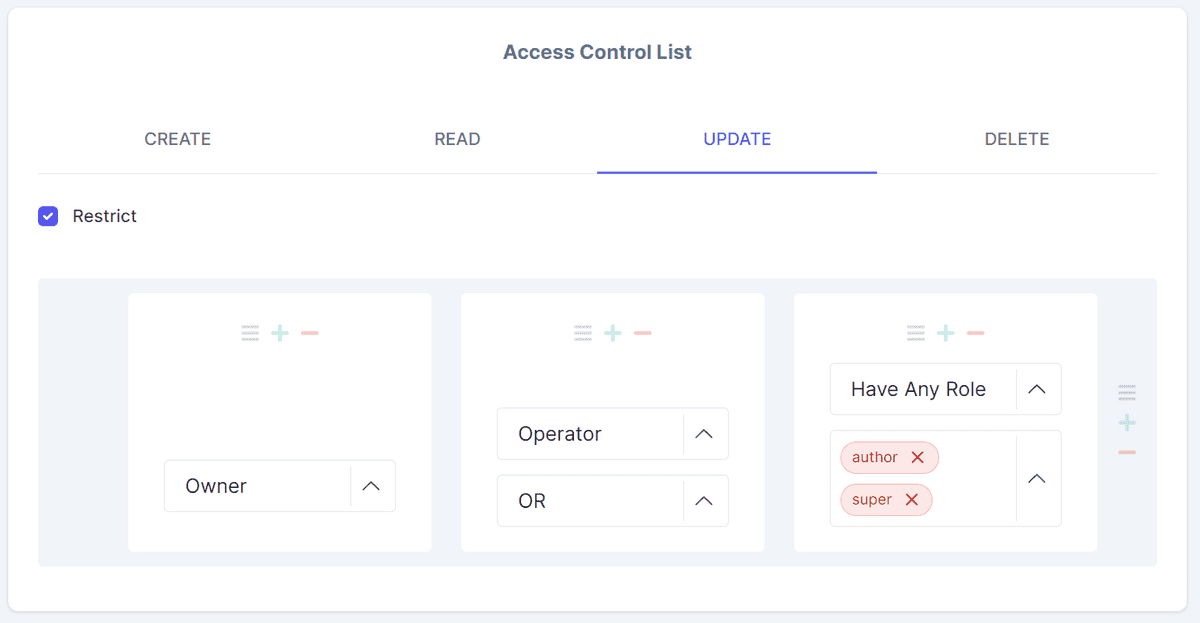 Access Control List
CREATE
READ
UPDATE
DELETE
Restrict
Owner
Operator
OR
Have Any Role
author
super